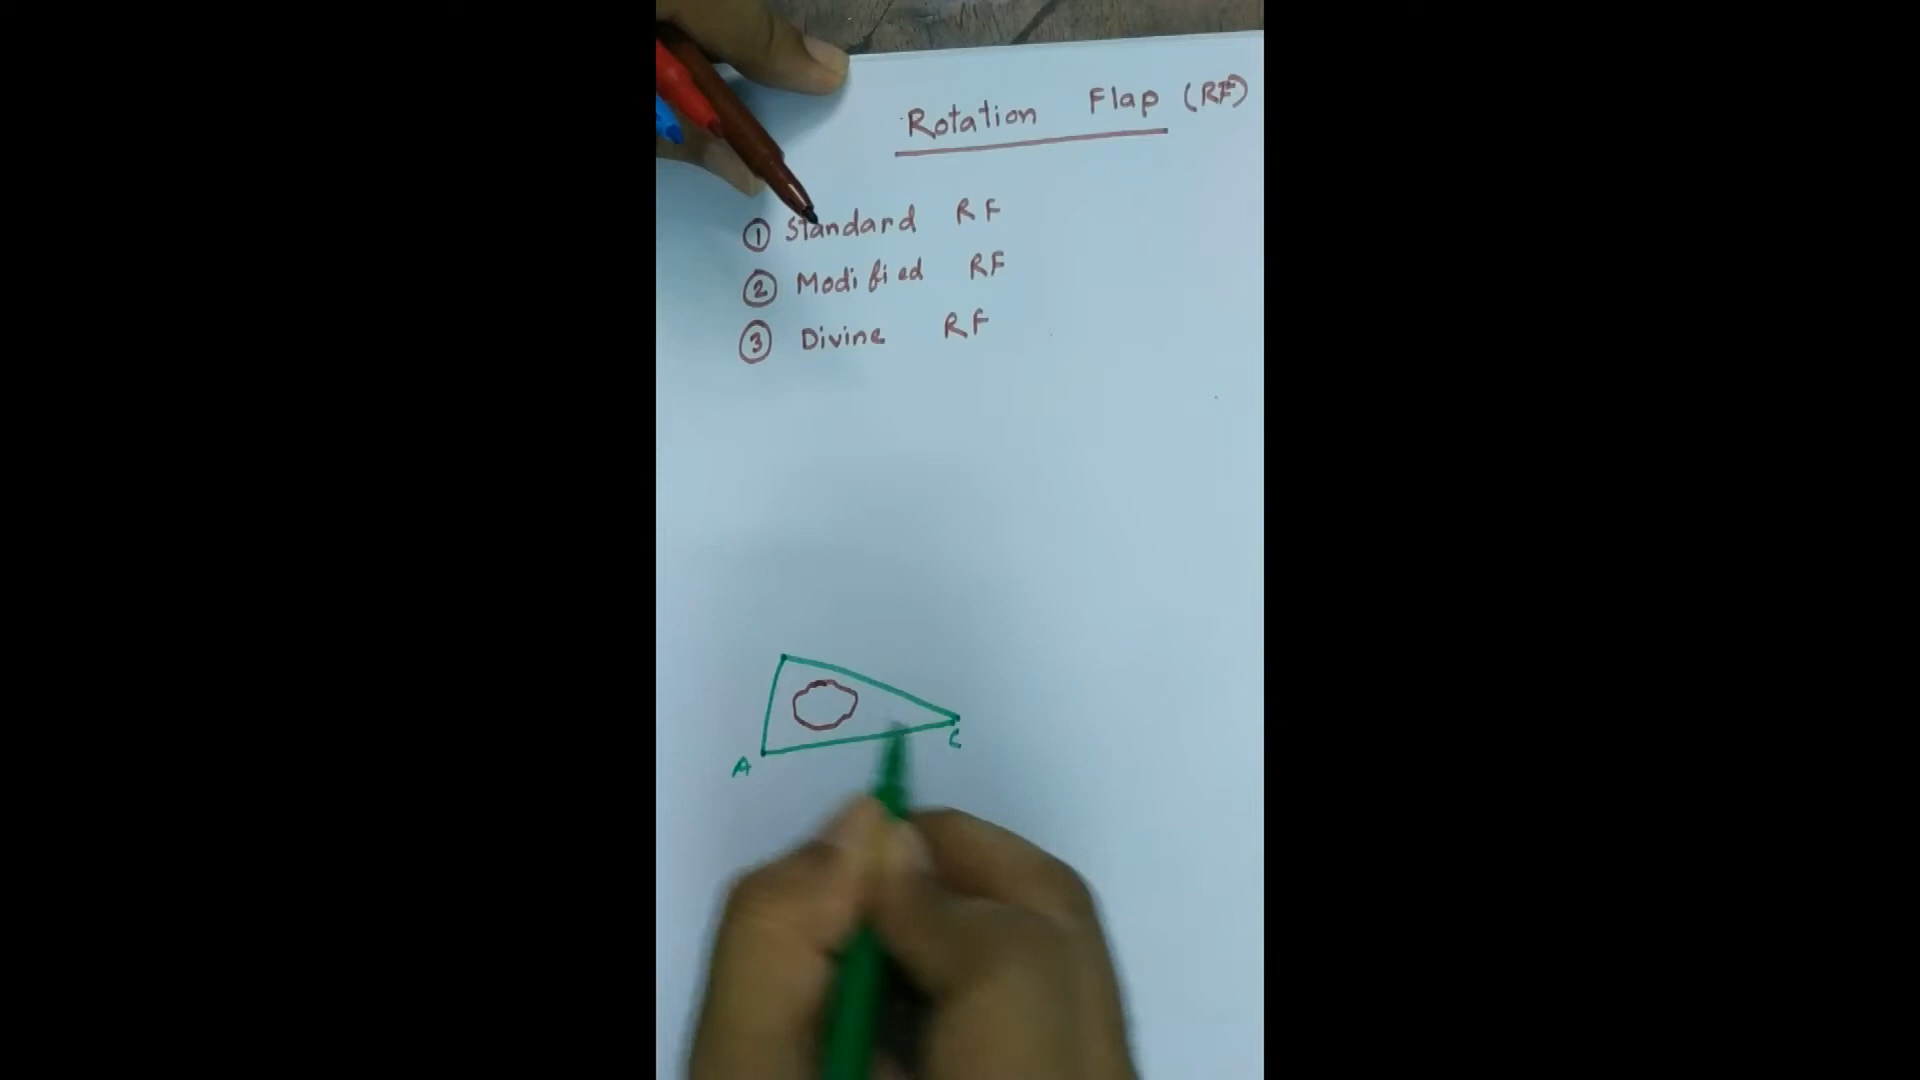 Rotation Flap (RF)
① Standard RF
② Modified RF
③ Divine RF
A
C